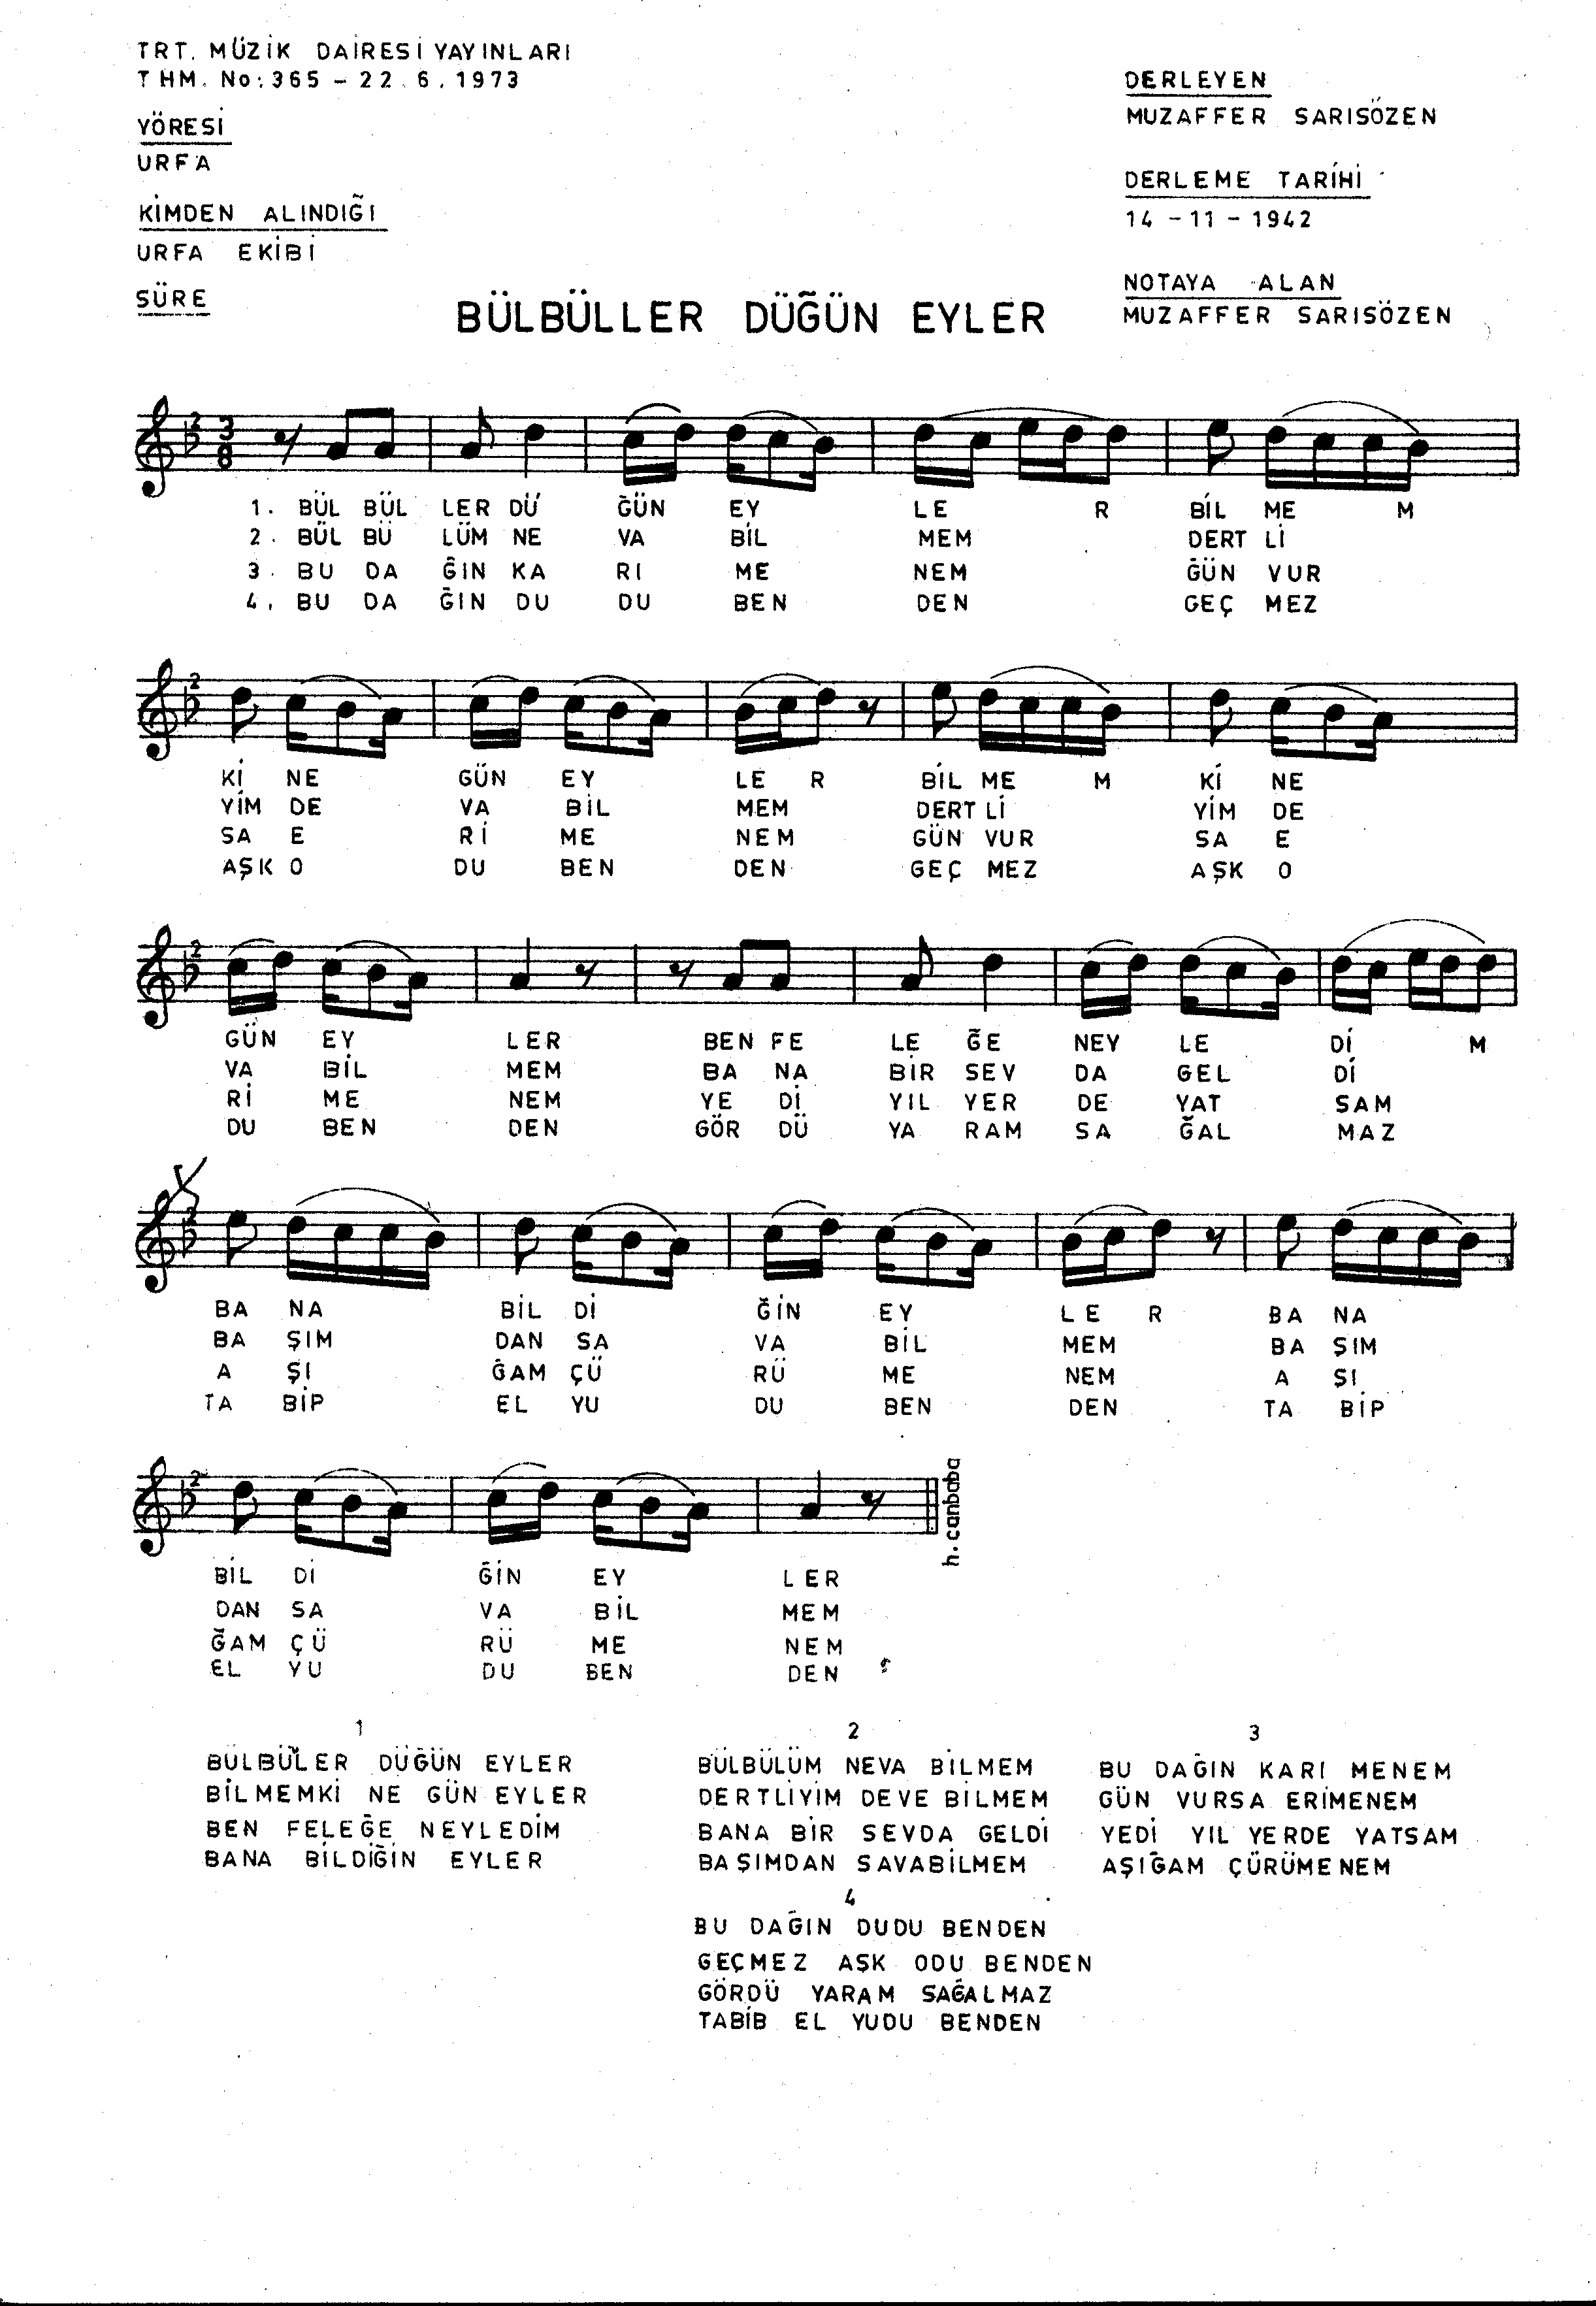 TRT. MÜZİK DAİRESİ YAYINLARI
THM. No: 365 – 22.6.1973
YÖRESİ
URFA
KİMDEN ALINDIĞI
URFA EKİBİ
SÜRE
DERLEYEN
MUZAFFER SARISÖZEN
DERLEME TARİHİ
14 – 11 – 1942
NOTAYA ALAN
MUZAFFER SARISÖZEN
BÜLBÜLLER DÜĞÜN EYLER
3
8
2
1. BÜL BÜL LER DÜ ĞÜN EY LE R BİL ME M
2. BÜL BÜ LÜM NE VA BİL MEM DERT Lİ
3. BU DA ĞIN KA RI ME NEM GÜN VUR
4. BU DA ĞIN DU DU BEN DEN GEÇ MEZ
2
Kİ NE GÜN EY LE R BİL ME M Kİ NE
YİM DE VA BİL MEM DERT Lİ YİM DE
SA E Rİ ME NEM GÜN VUR SA E
AŞK O DU BEN DEN GEÇ MEZ AŞK O
2
GÜN EY LER BEN FE LE ĞE NEY LE Dİ M
VA BİL MEM BA NA BİR SEV DA GEL Dİ
Rİ ME NEM YE Dİ YIL YER DE YAT SAM
DU BEN DEN GÖR DÜ YA RAM SA ĞAL MAZ
2
BA NA BİL Dİ ĞİN EY LE R BA NA
BA ŞIM DAN SA VA BİL MEM BA ŞIM
A ŞI ĞAM ÇÜ RÜ ME NEM A ŞI
TA BİP EL YU DU BEN DEN TA BİP
2
h. canbaba
BİL Dİ ĞİN EY LER
DAN SA VA BİL MEM
ĞAM ÇÜ RÜ ME NEM
EL YU DU BEN DEN
1
BÜLBÜLLER DÜĞÜN EYLER
BİLMEMKİ NE GÜN EYLER
BEN FELEĞE NEYLEDİM
BANA BİLDİĞİN EYLER
2
BÜLBÜLÜM NEVA BİLMEM
DERTLİYİM DEVE BİLMEM
BANA BİR SEVDA GELDİ
BAŞIMDAN SAVABİLMEM
3
BU DAĞIN KARI MENEM
GÜN VURSA ERİMENEM
YEDİ YIL YERDE YATSAM
AŞIĞAM ÇÜRÜMENEM
4
BU DAĞIN DUDU BENDEN
GEÇMEZ AŞK ODU BENDEN
GÖRDÜ YARAM SAĞALMAZ
TABİB EL YUDU BENDEN